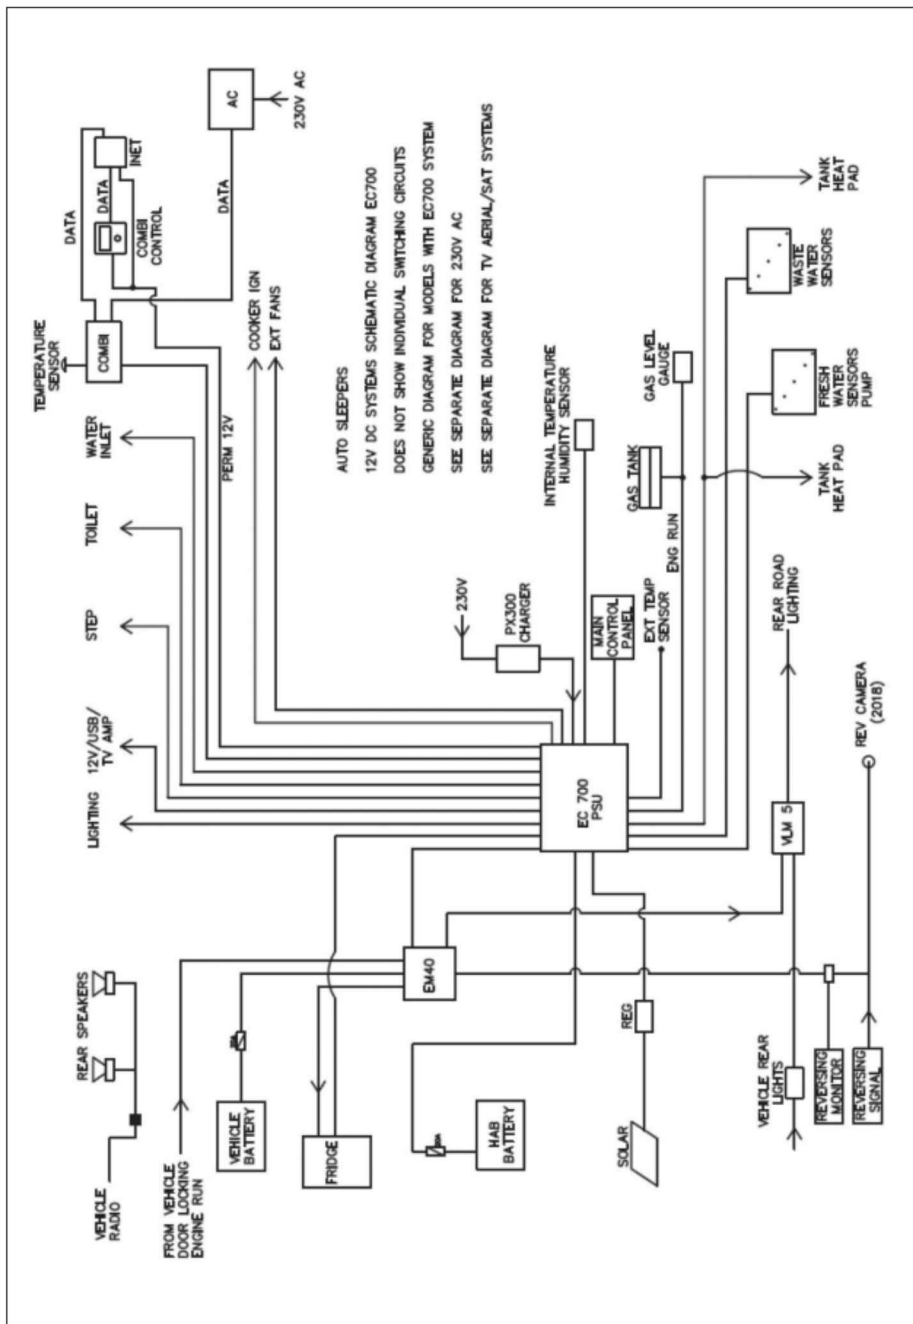 AUTO SLEEPERS
12V DC SYSTEMS SCHEMATIC DIAGRAM EC700
DOES NOT SHOW INDIVIDUAL SWITCHING CIRCUITS
GENERIC DIAGRAM FOR MODELS WITH EC700 SYSTEM
SEE SEPARATE DIAGRAM FOR 230V AC
SEE SEPARATE DIAGRAM FOR TV AERIAL/SAT SYSTEMS
VEHICLE
RADIO
REAR SPEAKERS
FROM VEHICLE
DOOR LOCKING
ENGINE RUN
VEHICLE
BATTERY
FRIDGE
HAB
BATTERY
SOLAR
REG
EM40
LIGHTING
12V/USB/
TV AMP
STEP
TOILET
WATER
INLET
TEMPERATURE
SENSOR
COMBI
DATA
DATA
INET
COMBI
CONTROL
DATA
AC
230V AC
PERM 12V
COOKER IGN
EXT FANS
230V
PX300
CHARGER
EC 700
PSU
INTERNAL TEMPERATURE
HUMIDITY SENSOR
MAIN
CONTROL
PANEL
EXT TEMP
SENSOR
ENG RUN
GAS TANK
GAS LEVEL
GAUGE
TANK
HEAT PAD
FRESH
WATER
SENSORS
PUMP
WASTE
WATER
SENSORS
TANK
HEAT
PAD
VEHICLE REAR
LIGHTS
VLM 5
REAR ROAD
LIGHTING
REVERSING
MONITOR
REVERSING
SIGNAL
REV CAMERA
(2018)